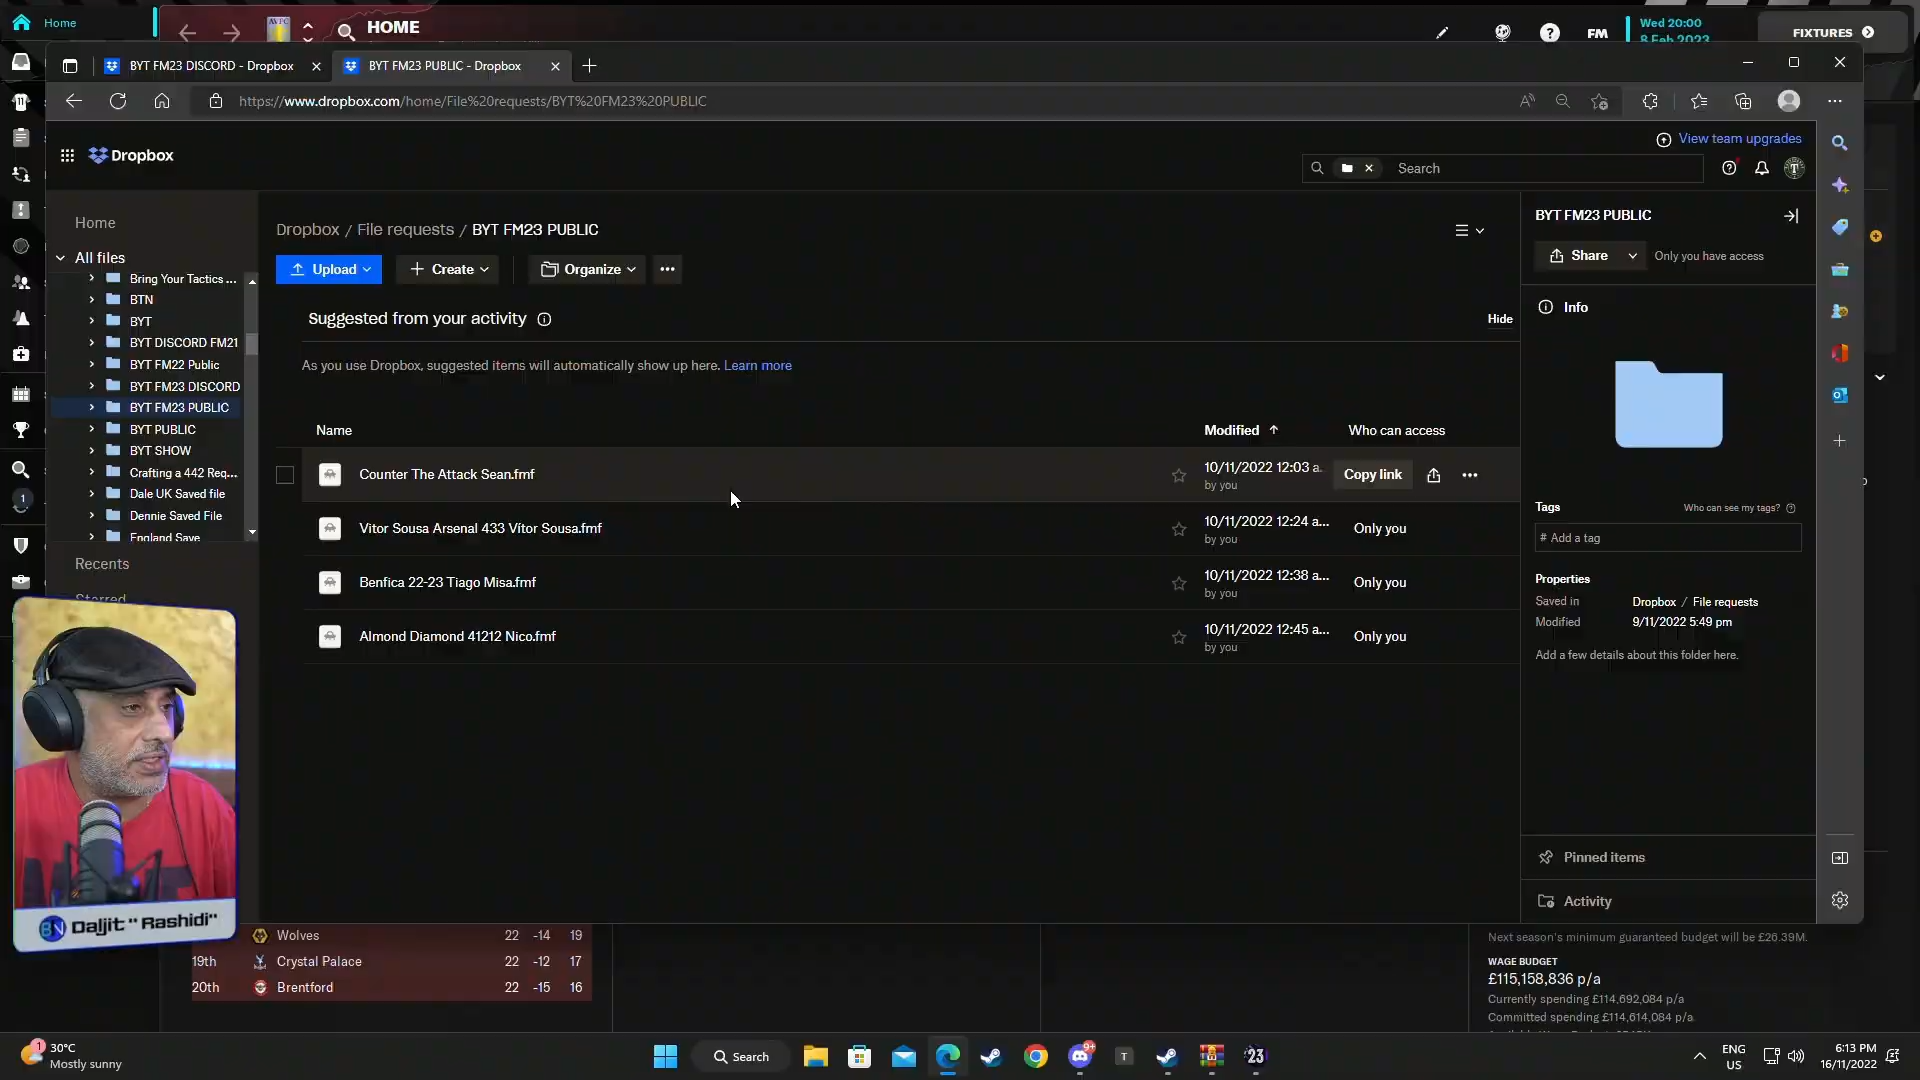 Home
HOME
FM
Wed 20:00
8 Feb 2023
FIXTURES
BYT FM23 DISCORD - Dropbox
BYT FM23 PUBLIC - Dropbox
https://www.dropbox.com/home/File%20requests/BYT%20FM23%20PUBLIC
View team upgrades
Dropbox
Search
Home
All files
Bring Your Tactics ...
BTN
BYT
BYT DISCORD FM21
BYT FM22 Public
BYT FM23 DISCORD
BYT FM23 PUBLIC
BYT PUBLIC
BYT SHOW
Crafting a 442 Req...
Dale UK Saved file
Dennie Saved File
England Save
Recents
Starred
Dropbox / File requests / BYT FM23 PUBLIC
Upload
Create
Organize
Suggested from your activity
Hide
As you use Dropbox, suggested items will automatically show up here. Learn more
Name
Modified
Who can access
Counter The Attack Sean.fmf
10/11/2022 12:03 a...
by you
Copy link
Vitor Sousa Arsenal 433 Vítor Sousa.fmf
10/11/2022 12:24 a...
by you
Only you
Benfica 22-23 Tiago Misa.fmf
10/11/2022 12:38 a...
by you
Only you
Almond Diamond 41212 Nico.fmf
10/11/2022 12:45 a...
by you
Only you
BYT FM23 PUBLIC
Share
Only you have access
Info
Tags
Who can see my tags?
# Add a tag
Properties
Saved in
Dropbox / File requests
Modified
9/11/2022 5:49 pm
Add a few details about this folder here.
Pinned items
Activity
BN Daljit "Rashidi"
Wolves 22 -14 19
19th Crystal Palace 22 -12 17
20th Brentford 22 -15 16
Next season's minimum guaranteed budget will be £26.39M.
WAGE BUDGET
£115,158,836 p/a
Currently spending £114,692,084 p/a
Committed spending £114,614,084 p/a
1
30°C
Mostly sunny
Search
9+
T
23
ENG
US
6:13 PM
16/11/2022